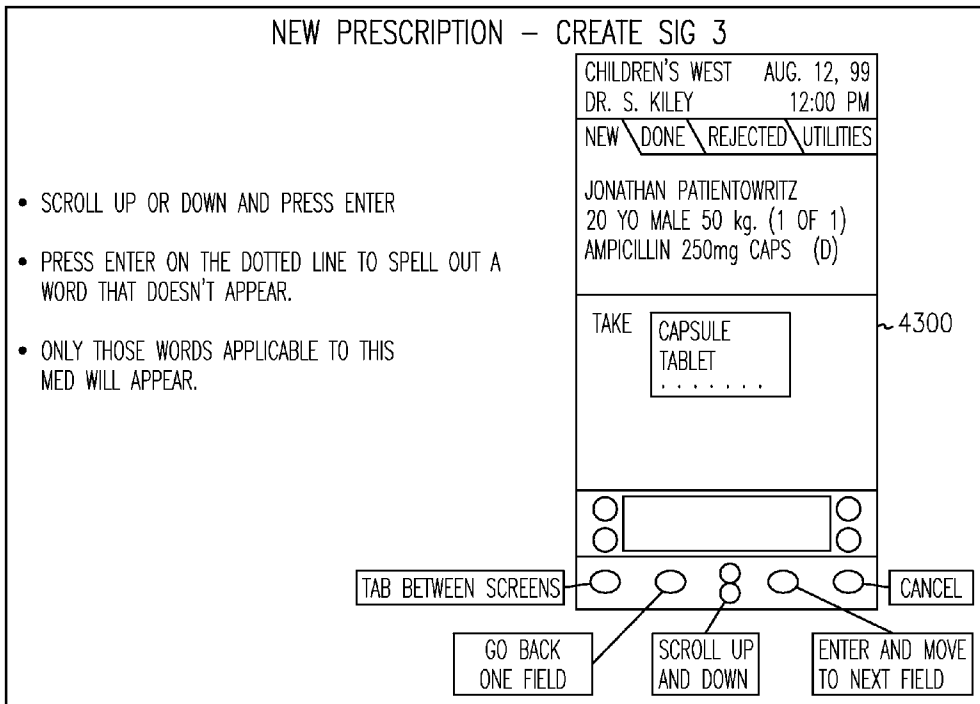 NEW PRESCRIPTION – CREATE SIG 3
CHILDREN'S WEST AUG. 12, 99
DR. S. KILEY 12:00 PM
NEW DONE REJECTED UTILITIES
JONATHAN PATIENTOWRITZ
20 YO MALE 50 kg. (1 OF 1)
AMPICILLIN 250mg CAPS (D)
• SCROLL UP OR DOWN AND PRESS ENTER
• PRESS ENTER ON THE DOTTED LINE TO SPELL OUT A
WORD THAT DOESN'T APPEAR.
• ONLY THOSE WORDS APPLICABLE TO THIS
MED WILL APPEAR.
TAKE
CAPSULE
TABLET
. . . . . . .
4300
TAB BETWEEN SCREENS
CANCEL
GO BACK
ONE FIELD
SCROLL UP
AND DOWN
ENTER AND MOVE
TO NEXT FIELD